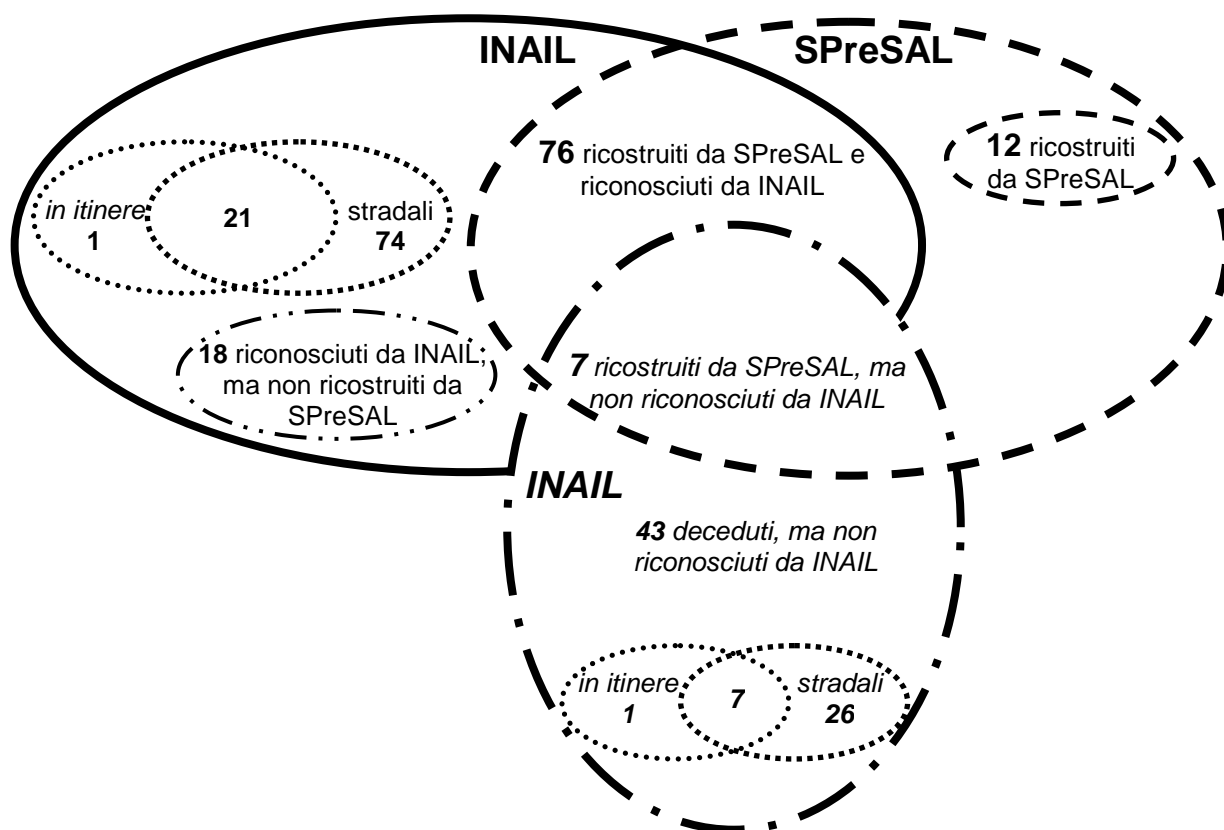 INAIL
SPreSAL
76 ricostruiti da SPreSAL e
riconosciuti da INAIL
12 ricostruiti
da SPreSAL
in itinere
1
21
stradali
74
18 riconosciuti da INAIL,
ma non ricostruiti da
SPreSAL
7 ricostruiti da SPreSAL, ma
non riconosciuti da INAIL
INAIL
43 deceduti, ma non
riconosciuti da INAIL
in itinere
1
7
stradali
26